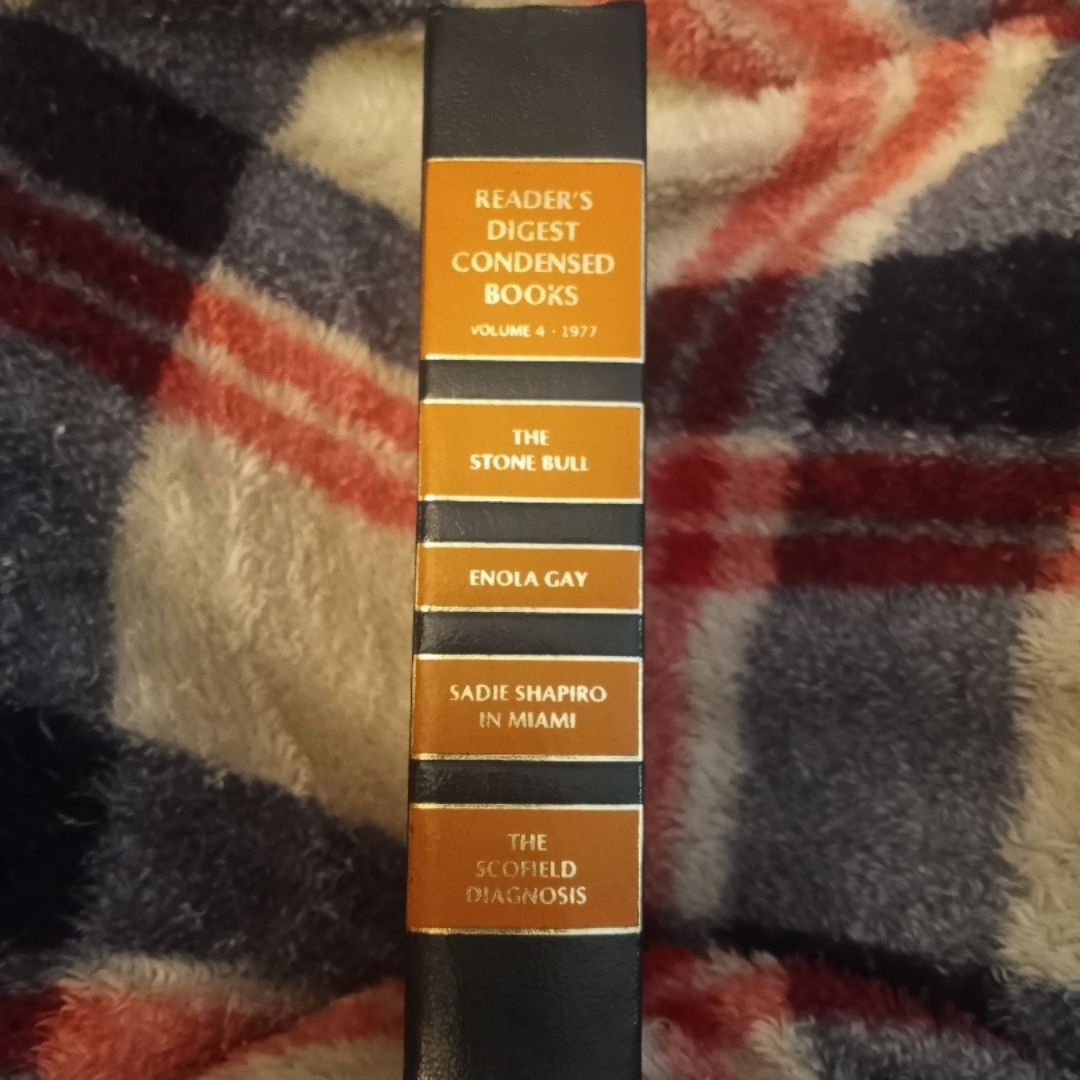 READER'S
DIGEST
CONDENSED
BOOKS
VOLUME 4 · 1977
THE
STONE BULL
ENOLA GAY
SADIE SHAPIRO
IN MIAMI
THE
SCOFIELD
DIAGNOSIS